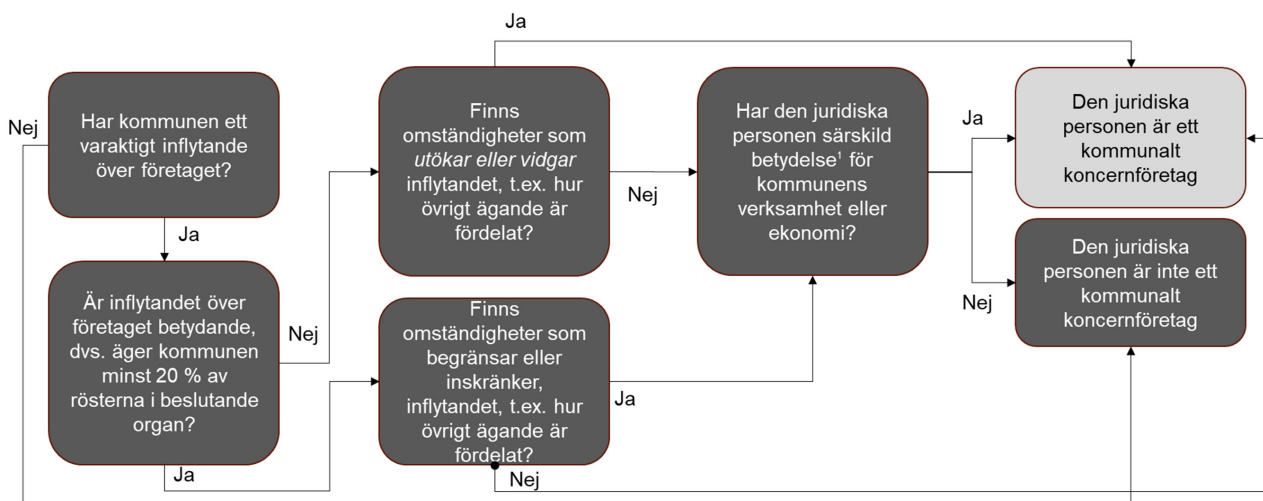 Nej
Har kommunen ett
varaktigt inflytande
över företaget?
Ja
Är inflytandet över
företaget betydande,
dvs. äger kommunen
minst 20 % av
rösterna i beslutande
organ?
Nej
Ja
Ja
Finns
omständigheter som
utökar eller vidgar
inflytandet, t.ex. hur
övrigt ägande är
fördelat?
Nej
Finns
omständigheter som
begränsar eller
inskränker,
inflytandet, t.ex. hur
övrigt ägande är
fördelat?
Ja
Nej
Har den juridiska
personen särskild
betydelse¹ för
kommunens
verksamhet eller
ekonomi?
Ja
Nej
Den juridiska
personen är ett
kommunalt
koncernföretag
Den juridiska
personen är inte ett
kommunalt
koncernföretag